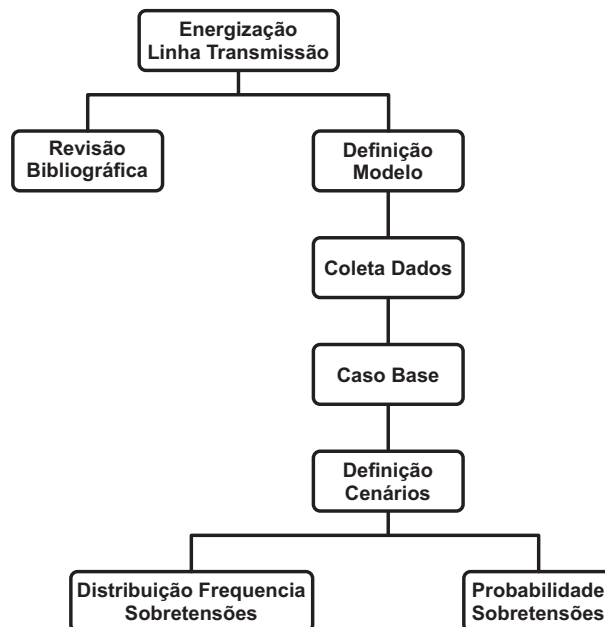 Energização
Linha Transmissão
Revisão
Bibliográfica
Definição
Modelo
Coleta Dados
Caso Base
Definição
Cenários
Distribuição Frequencia
Sobretensões
Probabilidade
Sobretensões